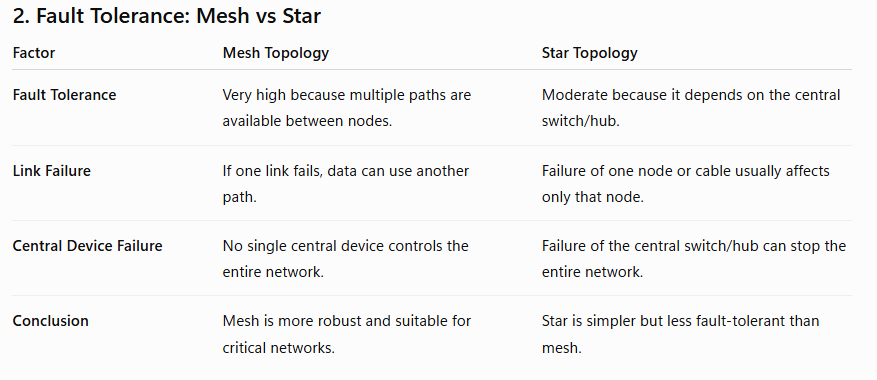 2. Fault Tolerance: Mesh vs Star
Factor Mesh Topology Star Topology
Fault Tolerance Very high because multiple paths are available between nodes. Moderate because it depends on the central switch/hub.
Link Failure If one link fails, data can use another path. Failure of one node or cable usually affects only that node.
Central Device Failure No single central device controls the entire network. Failure of the central switch/hub can stop the entire network.
Conclusion Mesh is more robust and suitable for critical networks. Star is simpler but less fault-tolerant than mesh.